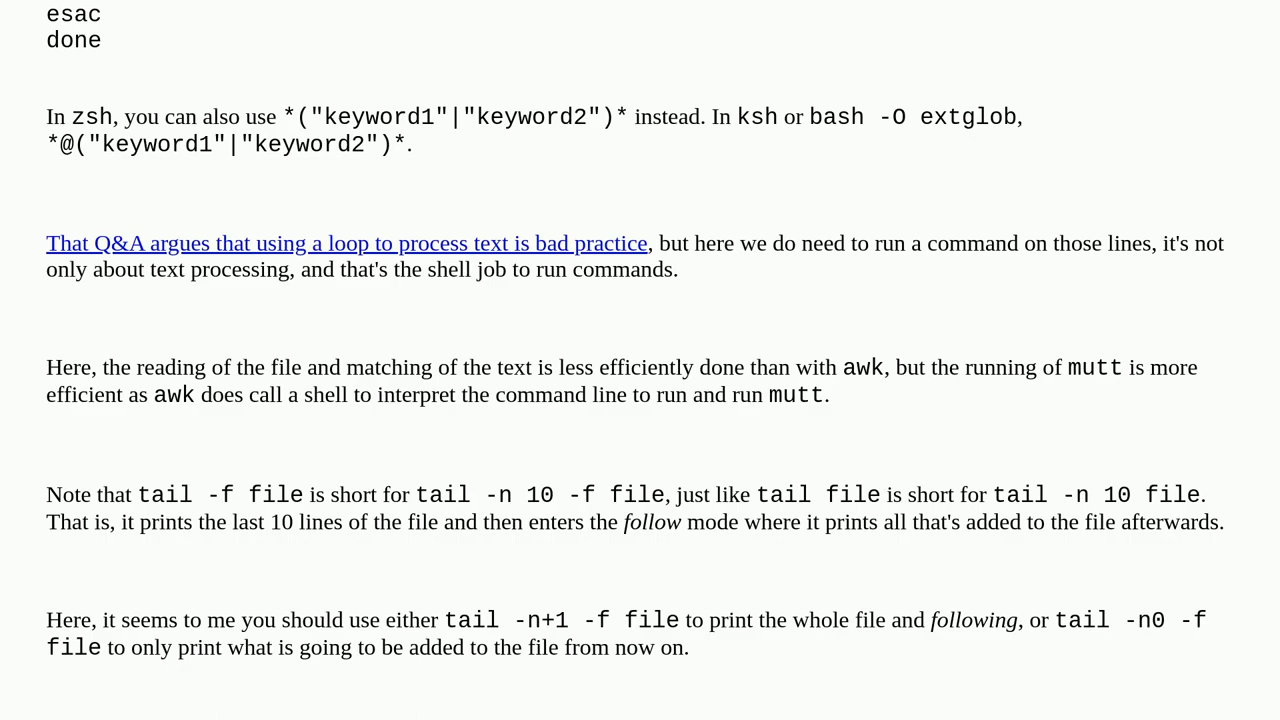 esac
done
In zsh, you can also use *("keyword1"|"keyword2")* instead. In ksh or bash -O extglob,
*@("keyword1"|"keyword2")*.
That Q&A argues that using a loop to process text is bad practice, but here we do need to run a command on those lines, it's not
only about text processing, and that's the shell job to run commands.
Here, the reading of the file and matching of the text is less efficiently done than with awk, but the running of mutt is more
efficient as awk does call a shell to interpret the command line to run and run mutt.
Note that tail -f file is short for tail -n 10 -f file, just like tail file is short for tail -n 10 file.
That is, it prints the last 10 lines of the file and then enters the follow mode where it prints all that's added to the file afterwards.
Here, it seems to me you should use either tail -n+1 -f file to print the whole file and following, or tail -n0 -f
file to only print what is going to be added to the file from now on.